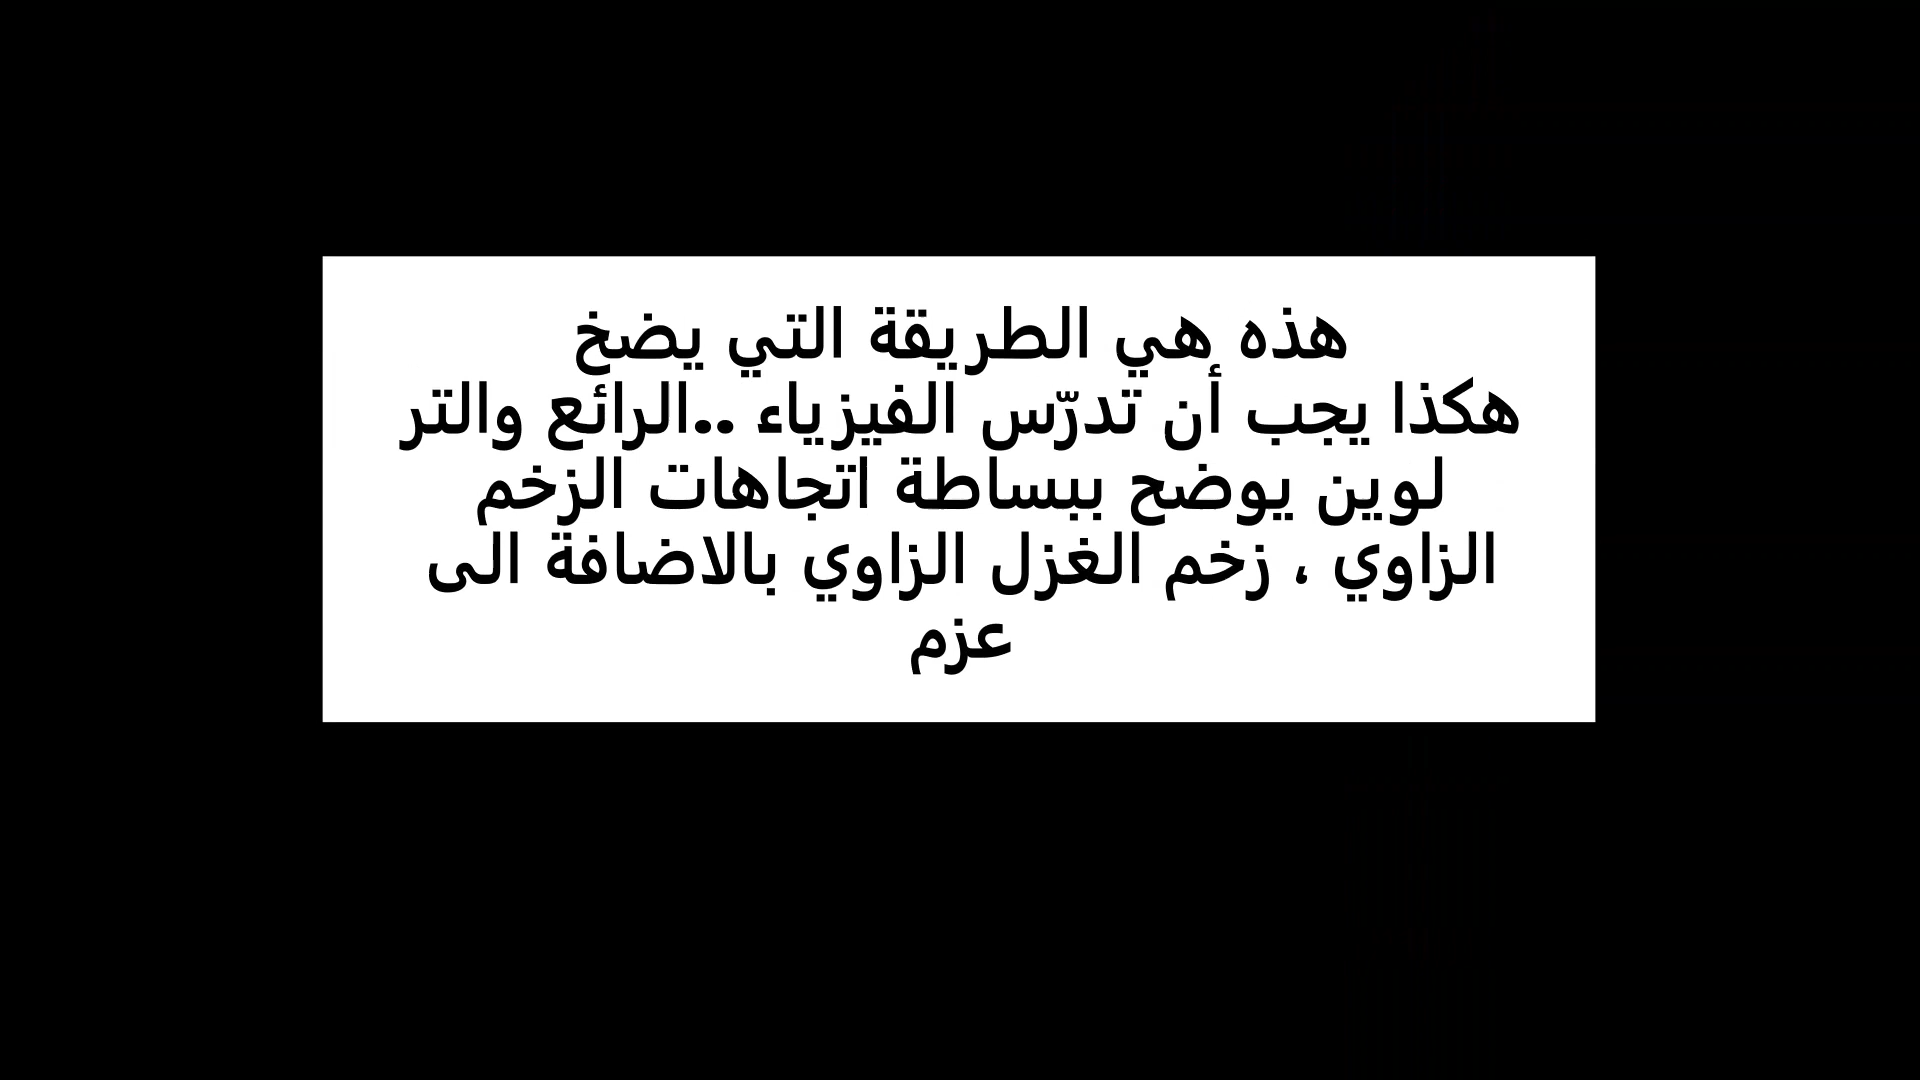 هذه هي الطريقة التي يضخ
هكذا يجب أن تدرّس الفيزياء ..الرائع والتر
لوين يوضح ببساطة اتجاهات الزخم
الزاوي ، زخم الغزل الزاوي بالاضافة الى
عزم